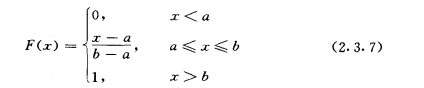 0, x < a
F(x) = { (x − a)/(b − a), a ⩽ x ⩽ b (2.3.7)
1, x > b